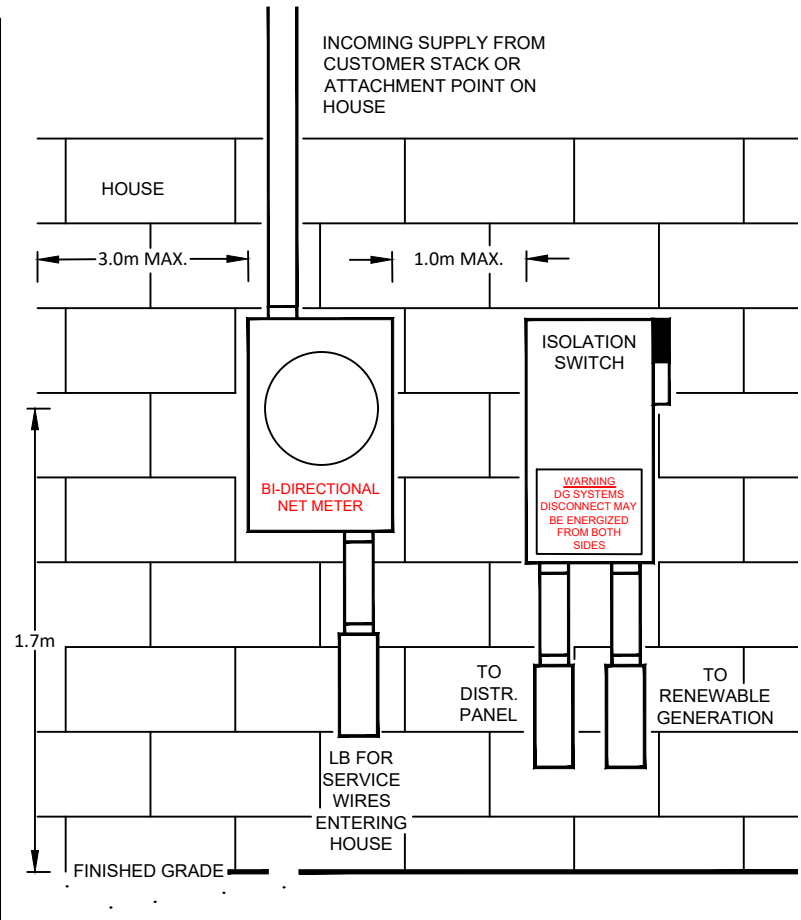 INCOMING SUPPLY FROM
CUSTOMER STACK OR
ATTACHMENT POINT ON
HOUSE
HOUSE
3.0m MAX.
1.0m MAX.
ISOLATION
SWITCH
BI-DIRECTIONAL
NET METER
WARNING
DG SYSTEMS
DISCONNECT MAY
BE ENERGIZED
FROM BOTH
SIDES
1.7m
TO
DISTR.
PANEL
TO
RENEWABLE
GENERATION
LB FOR
SERVICE
WIRES
ENTERING
HOUSE
FINISHED GRADE